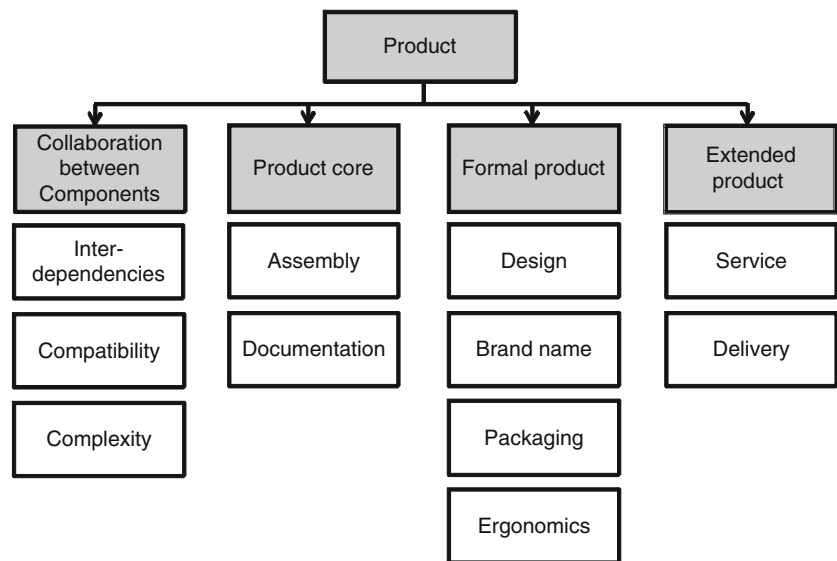 Product
Collaboration
between
Components
Product core
Formal product
Extended
product
Inter-
dependencies
Assembly
Design
Service
Compatibility
Documentation
Brand name
Delivery
Complexity
Packaging
Ergonomics